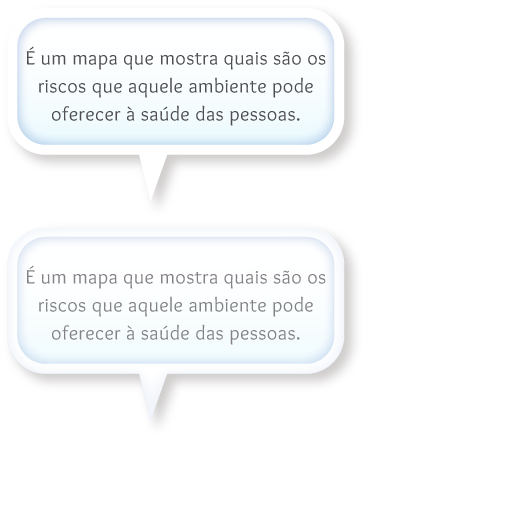 É um mapa que mostra quais são os
riscos que aquele ambiente pode
oferecer à saúde das pessoas.
É um mapa que mostra quais são os
riscos que aquele ambiente pode
oferecer à saúde das pessoas.